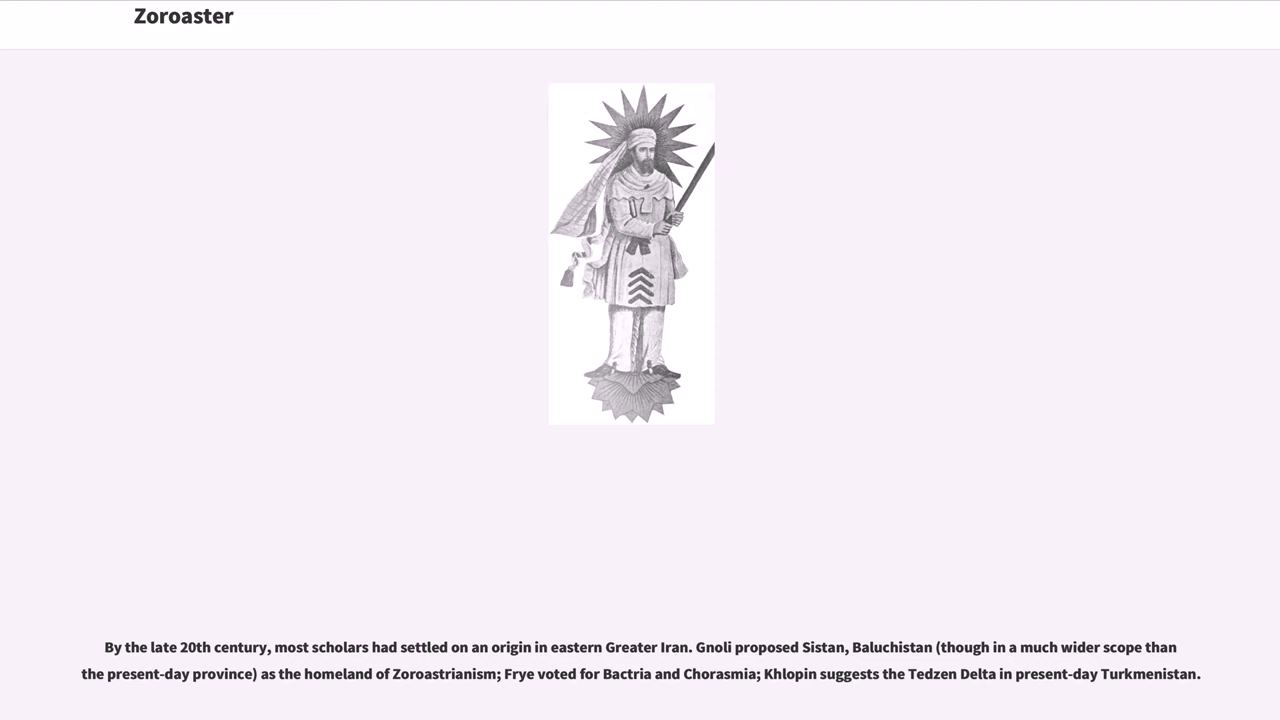 Zoroaster
By the late 20th century, most scholars had settled on an origin in eastern Greater Iran. Gnoli proposed Sistan, Baluchistan (though in a much wider scope than
the present-day province) as the homeland of Zoroastrianism; Frye voted for Bactria and Chorasmia; Khlopin suggests the Tedzen Delta in present-day Turkmenistan.